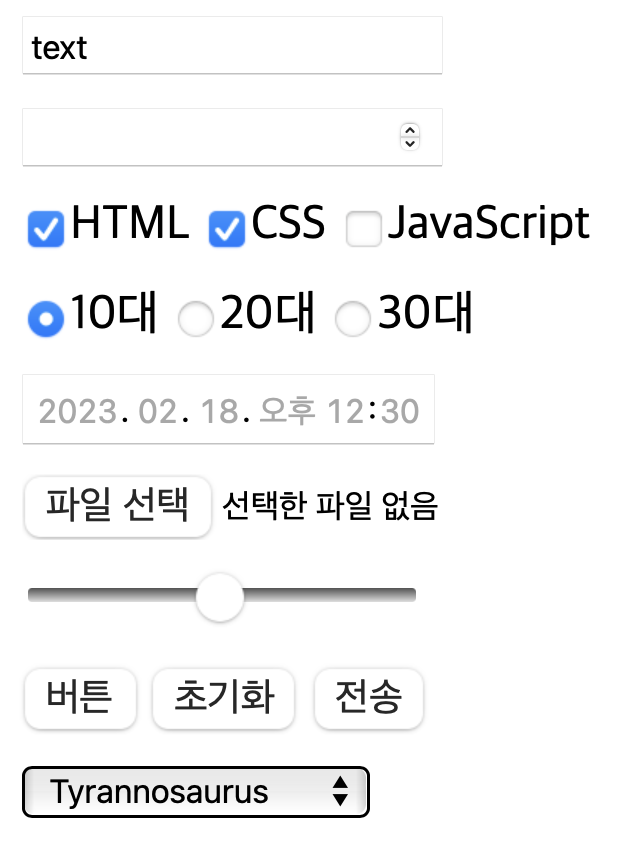 text
HTML CSS JavaScript
10대 20대 30대
2023. 02. 18. 오후 12:30
파일 선택 선택한 파일 없음
버튼 초기화 전송
Tyrannosaurus